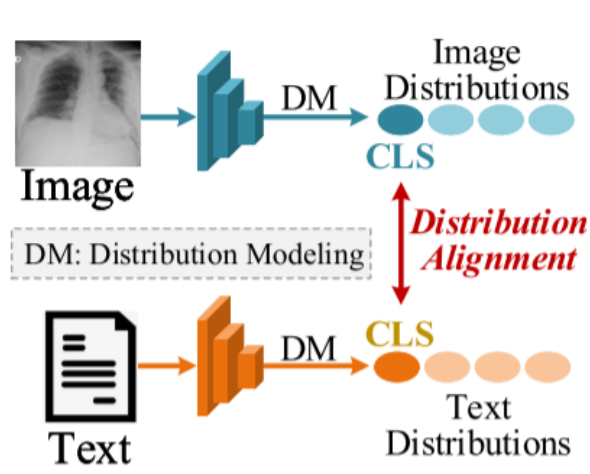 Image
DM
Image
Distributions
CLS
Distribution
Alignment
DM: Distribution Modeling
Text
DM
CLS
Text
Distributions